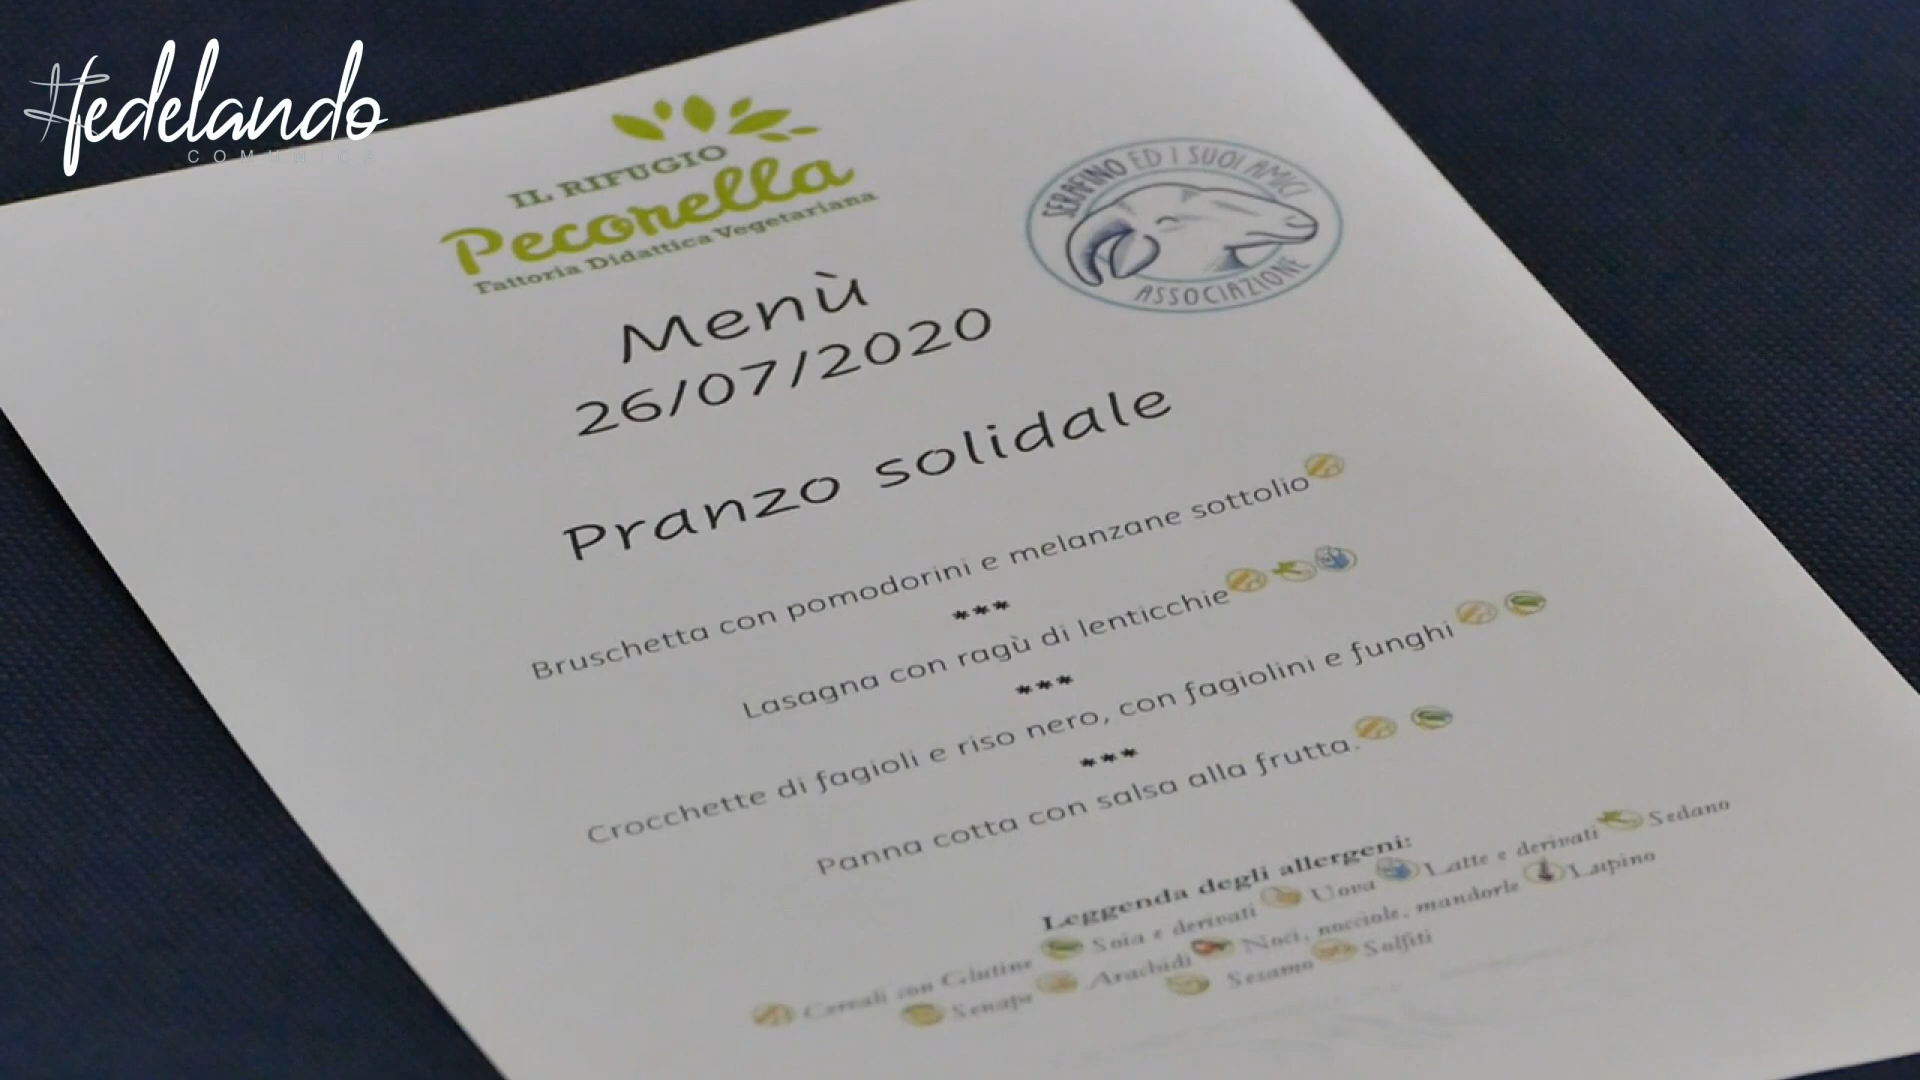 #fedelando
COMUNICA
IL RIFUGIO
Pecorella
Fattoria Didattica Vegetariana
SERAFINO ED I SUOI AMICI
ASSOCIAZIONE
Menù
26/07/2020
Pranzo solidale
Bruschetta con pomodorini e melanzane sottolio
***
Lasagna con ragù di lenticchie
***
Crocchette di fagioli e riso nero, con fagiolini e funghi
***
Panna cotta con salsa alla frutta.
Leggenda degli allergeni:
Cereali con Glutine Soia e derivati Uova Latte e derivati Sedano
Senape Arachidi Noci, nocciole, mandorle Lupino
Sesamo Solfiti